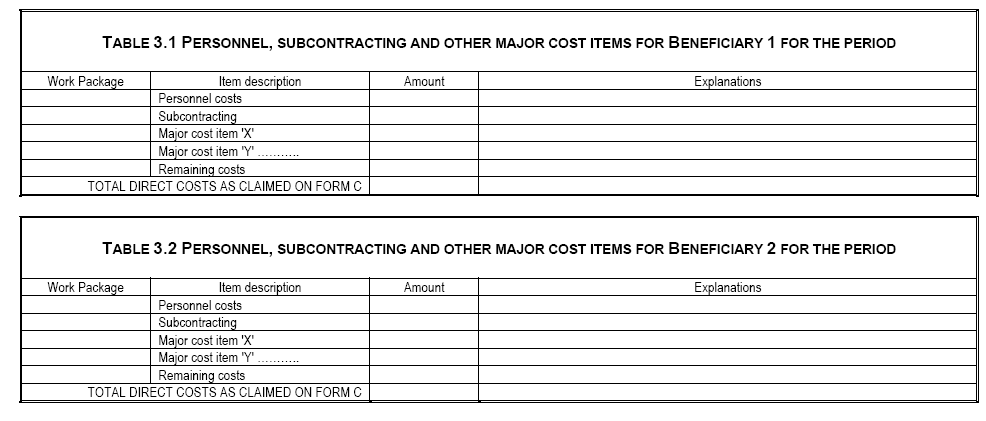 TABLE 3.1 PERSONNEL, SUBCONTRACTING AND OTHER MAJOR COST ITEMS FOR BENEFICIARY 1 FOR THE PERIOD
Work Package Item description Amount Explanations
Personnel costs
Subcontracting
Major cost item 'X'
Major cost item 'Y' ...........
Remaining costs
TOTAL DIRECT COSTS AS CLAIMED ON FORM C
TABLE 3.2 PERSONNEL, SUBCONTRACTING AND OTHER MAJOR COST ITEMS FOR BENEFICIARY 2 FOR THE PERIOD
Work Package Item description Amount Explanations
Personnel costs
Subcontracting
Major cost item 'X'
Major cost item 'Y' ...........
Remaining costs
TOTAL DIRECT COSTS AS CLAIMED ON FORM C